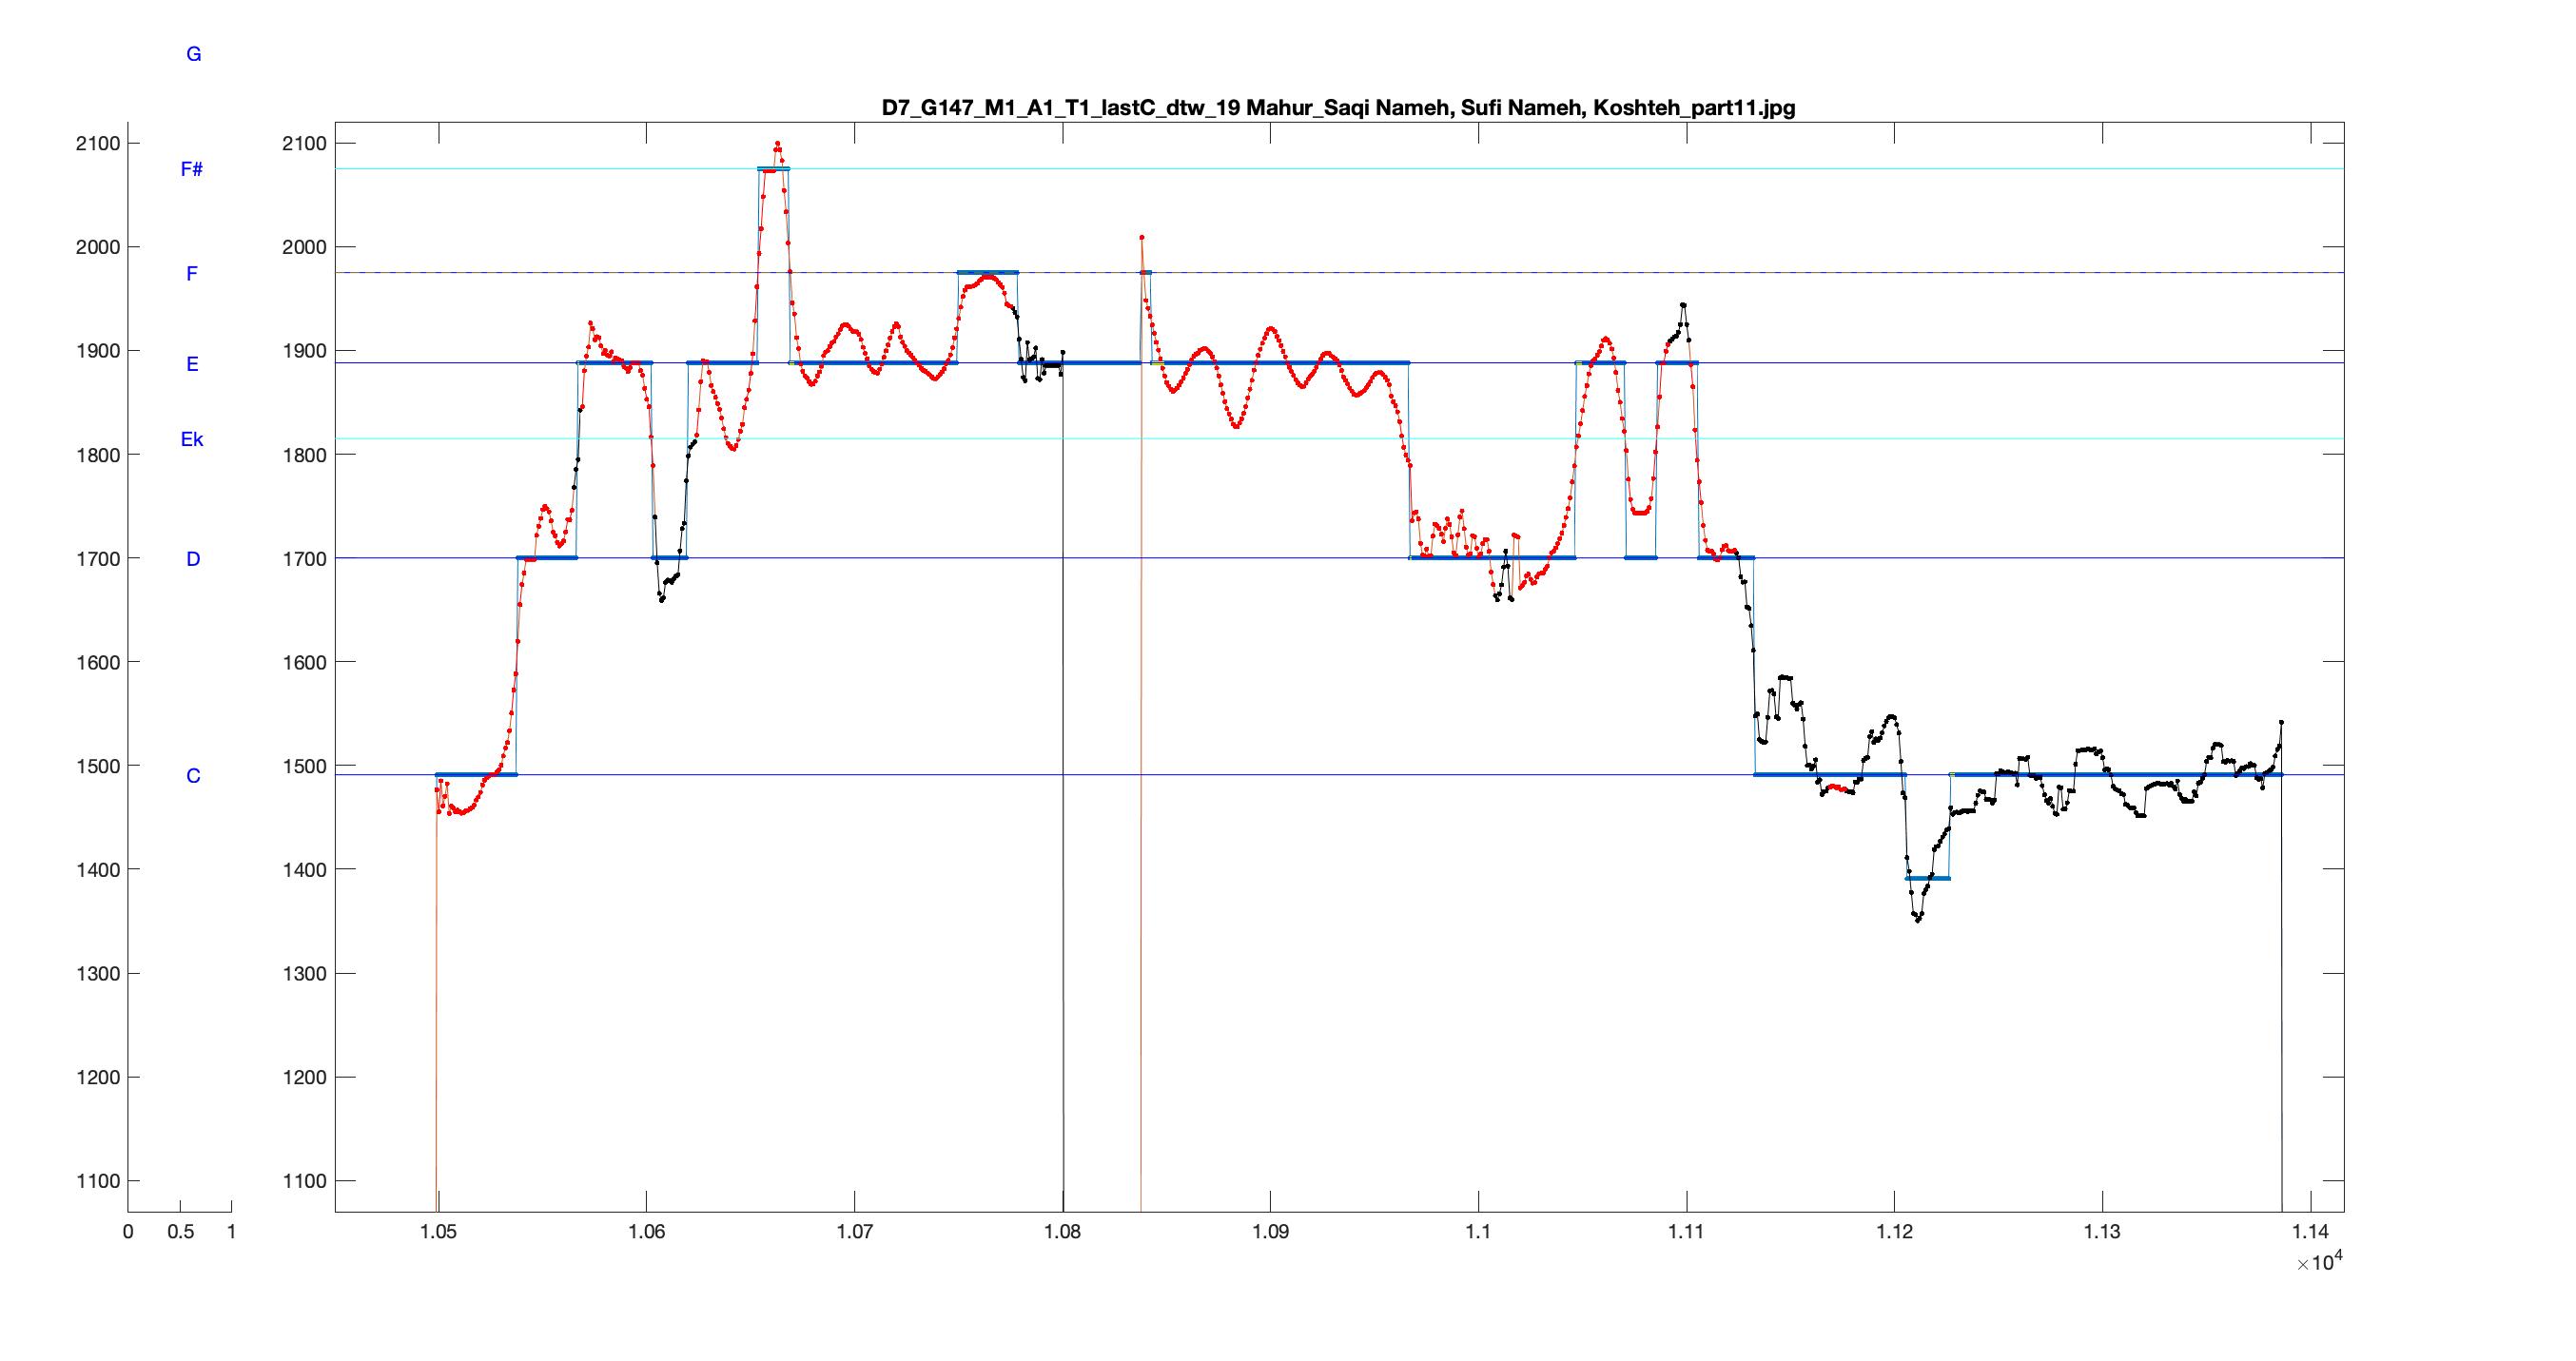 G
D7_G147_M1_A1_T1_lastC_dtw_19 Mahur_Saqi Nameh, Sufi Nameh, Koshteh_part11.jpg
2100 2100
F#
2000 2000
F
1900 1900
E
Ek
1800 1800
1700 D 1700
1600 1600
1500 1500
C
1400 1400
1300 1300
1200 1200
1100 1100
0 0.5 1 1.05 1.06 1.07 1.08 1.09 1.1 1.11 1.12 1.13 1.14
×10⁴